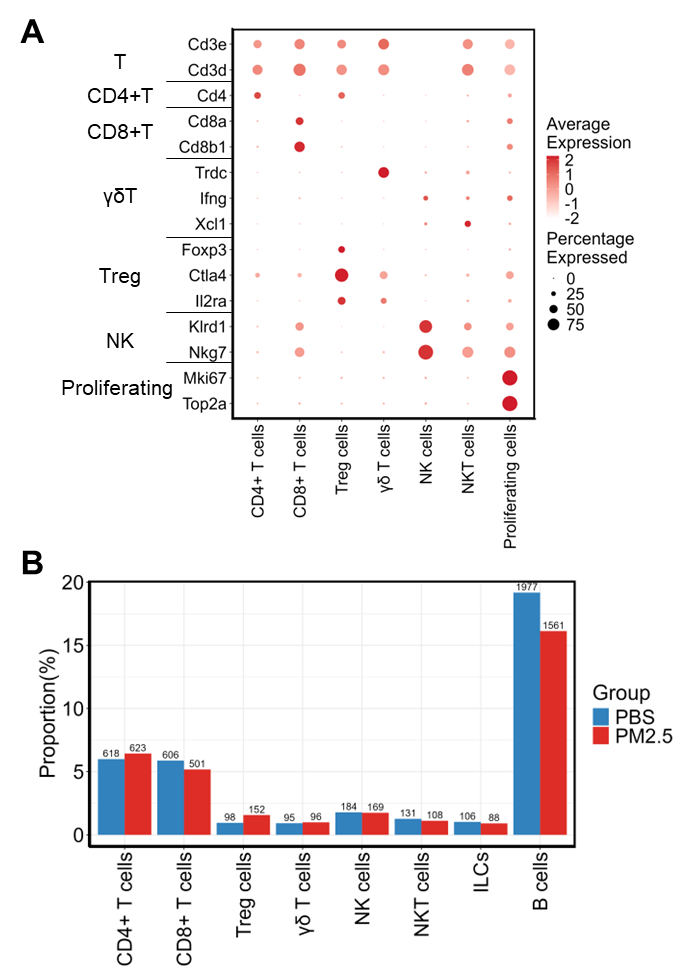 A
T
CD4+T
CD8+T
γδT
Treg
NK
Proliferating
Cd3e
Cd3d
Cd4
Cd8a
Cd8b1
Trdc
Ifng
Xcl1
Foxp3
Ctla4
Il2ra
Klrd1
Nkg7
Mki67
Top2a
CD4+ T cells
CD8+ T cells
Treg cells
γδ T cells
NK cells
NKT cells
Proliferating cells
Average
Expression
2
1
0
-1
-2
Percentage
Expressed
0
25
50
75
B
Proportion(%)
20
15
10
5
0
618
623
606
501
98
152
95
96
184
169
131
108
106
88
1977
1561
CD4+ T cells
CD8+ T cells
Treg cells
γδ T cells
NK cells
NKT cells
ILCs
B cells
Group
PBS
PM2.5